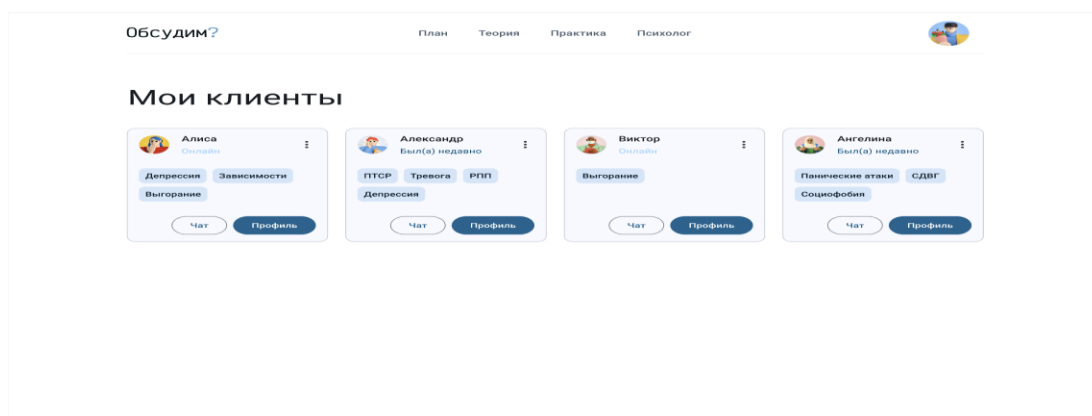 Обсудим?
План Теория Практика Психолог
Мои клиенты
Алиса
Онлайн
Депрессия Зависимости
Выгорание
Чат Профиль
Александр
Был(а) недавно
ПТСР Тревога РПП
Депрессия
Чат Профиль
Виктор
Онлайн
Выгорание
Чат Профиль
Ангелина
Был(а) недавно
Панические атаки СДВГ
Социофобия
Чат Профиль